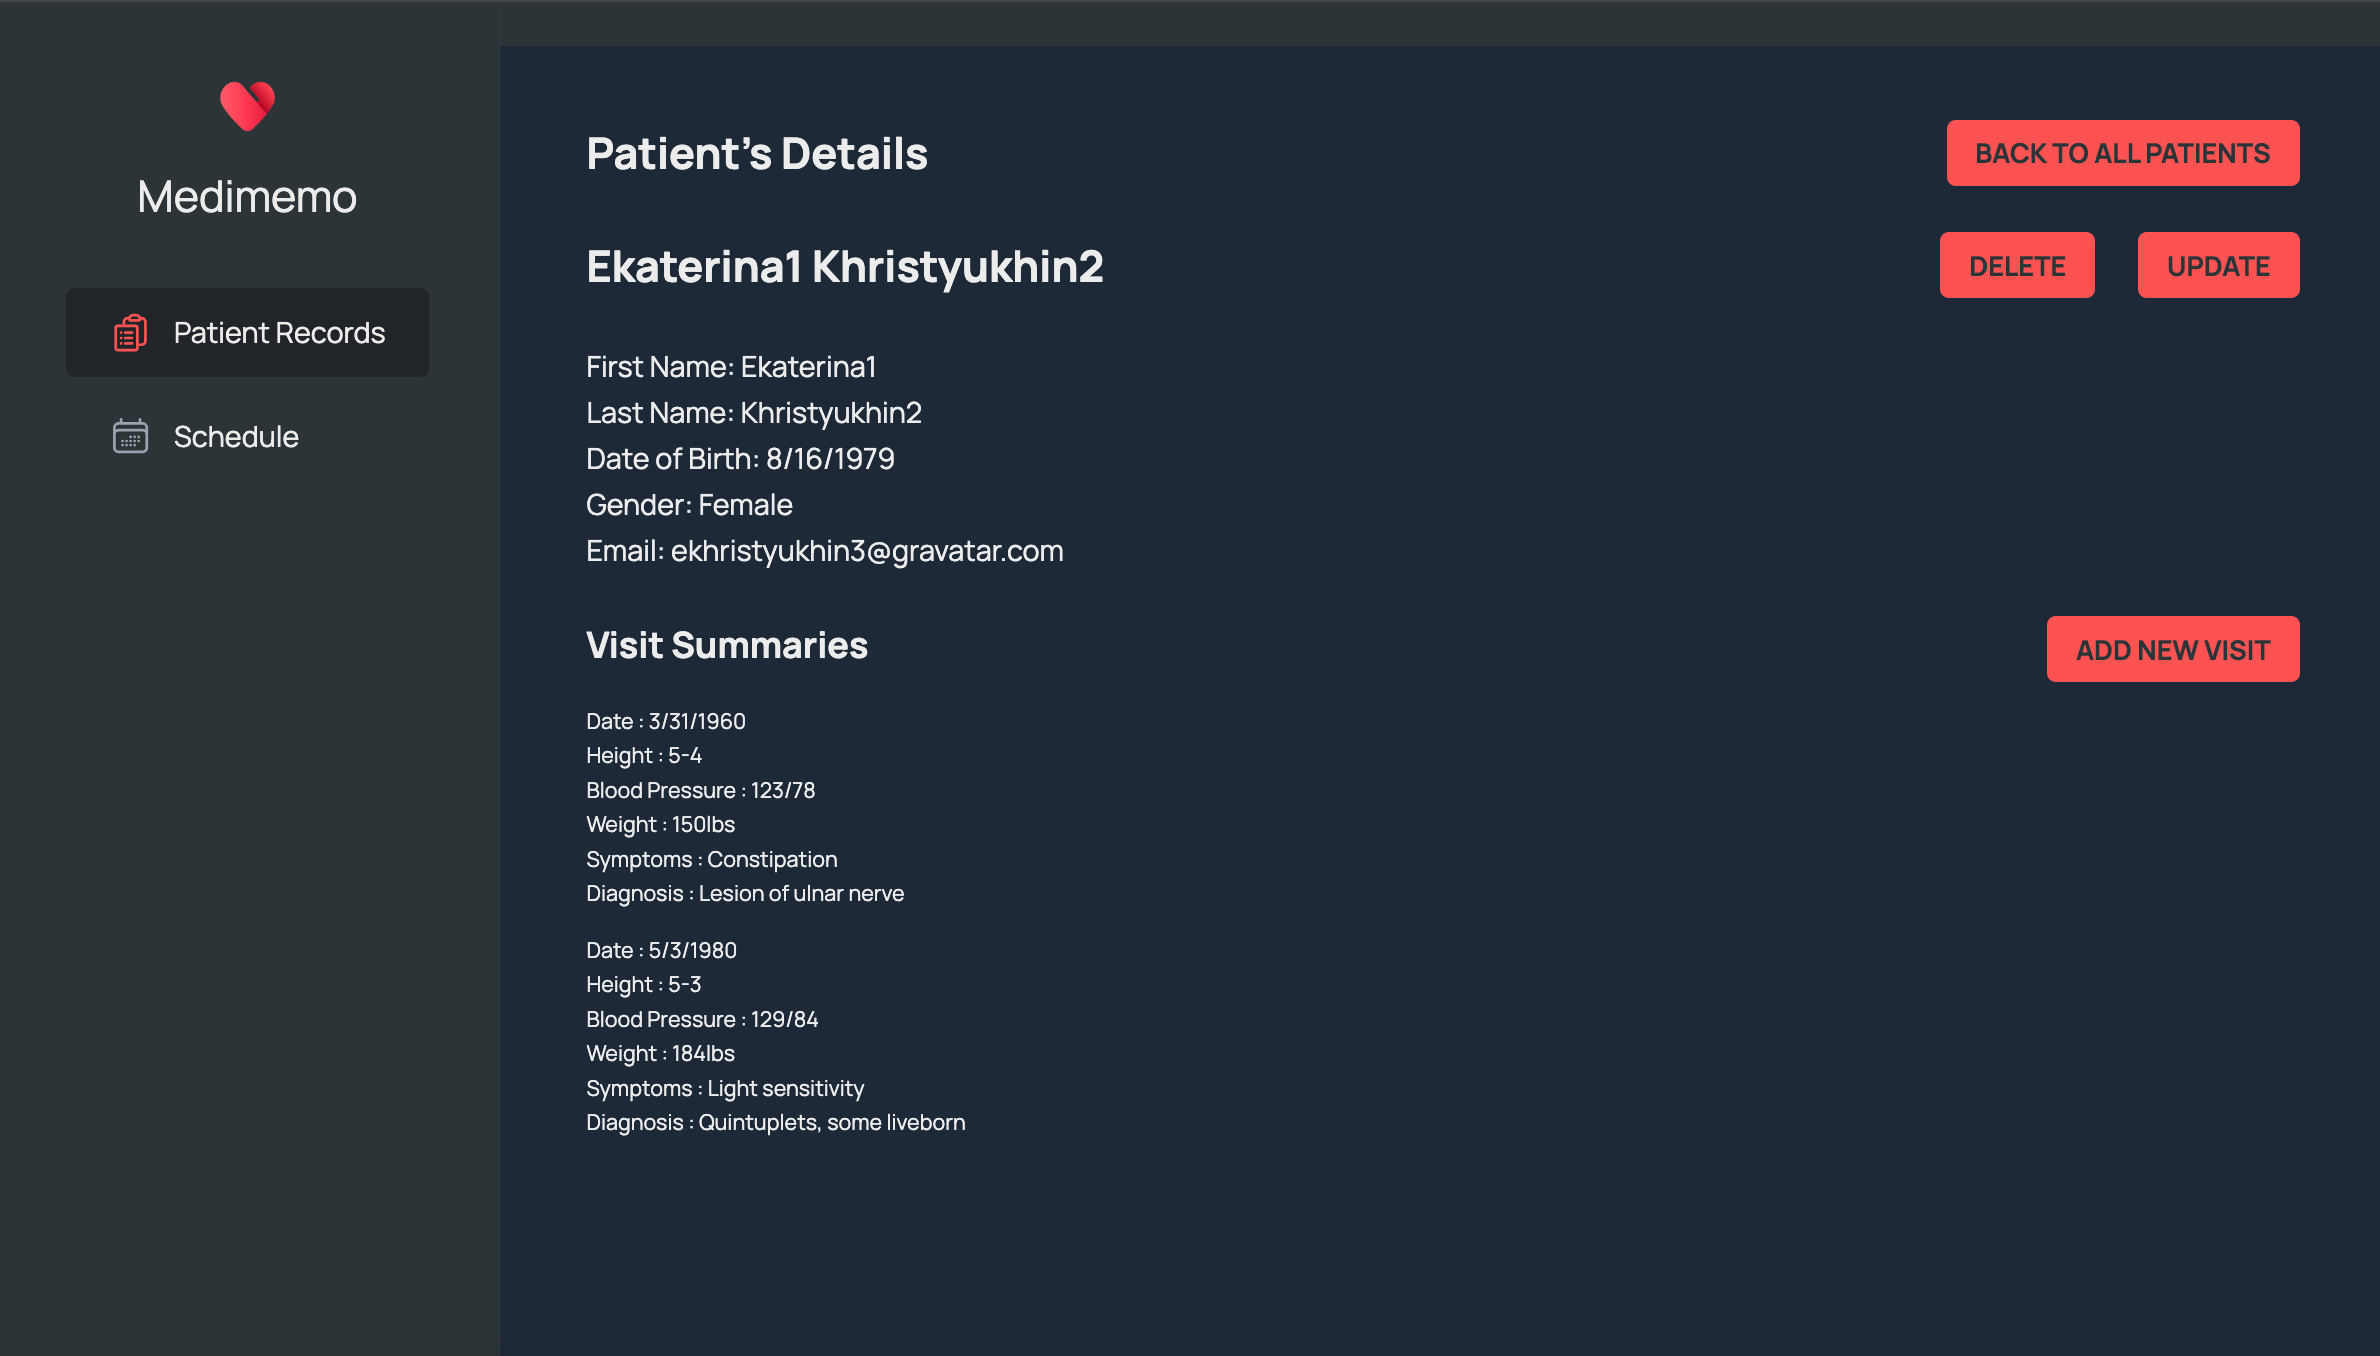 Medimemo
Patient Records
Schedule
Patient's Details
BACK TO ALL PATIENTS
Ekaterina1 Khristyukhin2
DELETE
UPDATE
First Name: Ekaterina1
Last Name: Khristyukhin2
Date of Birth: 8/16/1979
Gender: Female
Email: ekhristyukhin3@gravatar.com
Visit Summaries
ADD NEW VISIT
Date : 3/31/1960
Height : 5-4
Blood Pressure : 123/78
Weight : 150lbs
Symptoms : Constipation
Diagnosis : Lesion of ulnar nerve
Date : 5/3/1980
Height : 5-3
Blood Pressure : 129/84
Weight : 184lbs
Symptoms : Light sensitivity
Diagnosis : Quintuplets, some liveborn